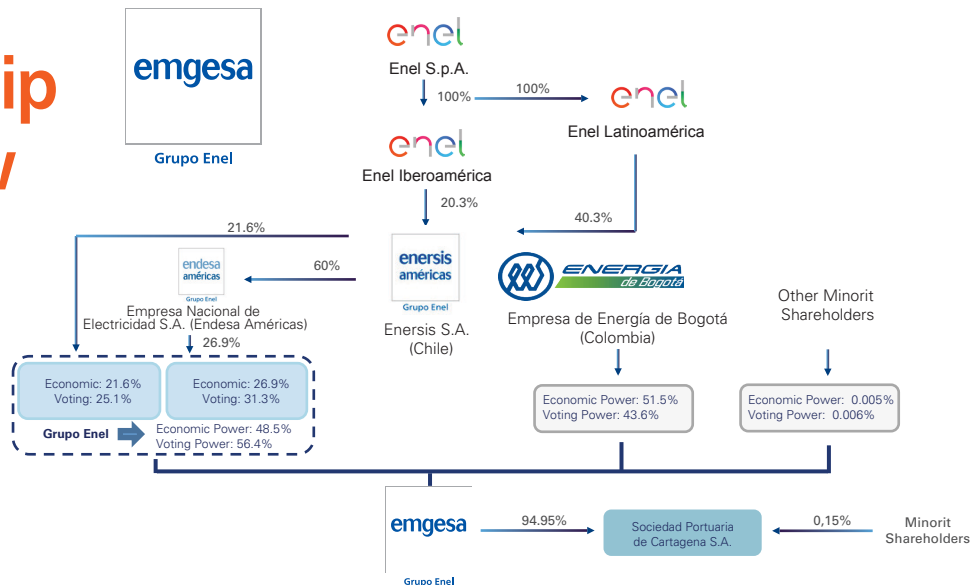 ip
emgesa
Grupo Enel
enel
Enel S.p.A.
100%
100%
enel
Enel Latinoamérica
enel
Enel Iberoamérica
20.3%
40.3%
21.6%
60%
endesa
américas
Grupo Enel
Empresa Nacional de
Electricidad S.A. (Endesa Américas)
26.9%
enersis
américas
Grupo Enel
Enersis S.A.
(Chile)
ENERGIA
de Bogotá
Empresa de Energía de Bogotá
(Colombia)
Other Minorit
Shareholders
Economic: 21.6%
Voting: 25.1%
Economic: 26.9%
Voting: 31.3%
Grupo Enel
Economic Power: 48.5%
Voting Power: 56.4%
Economic Power: 51.5%
Voting Power: 43.6%
Economic Power: 0.005%
Voting Power: 0.006%
emgesa
Grupo Enel
94.95%
Sociedad Portuaria
de Cartagena S.A.
0,15%
Minorit
Shareholders